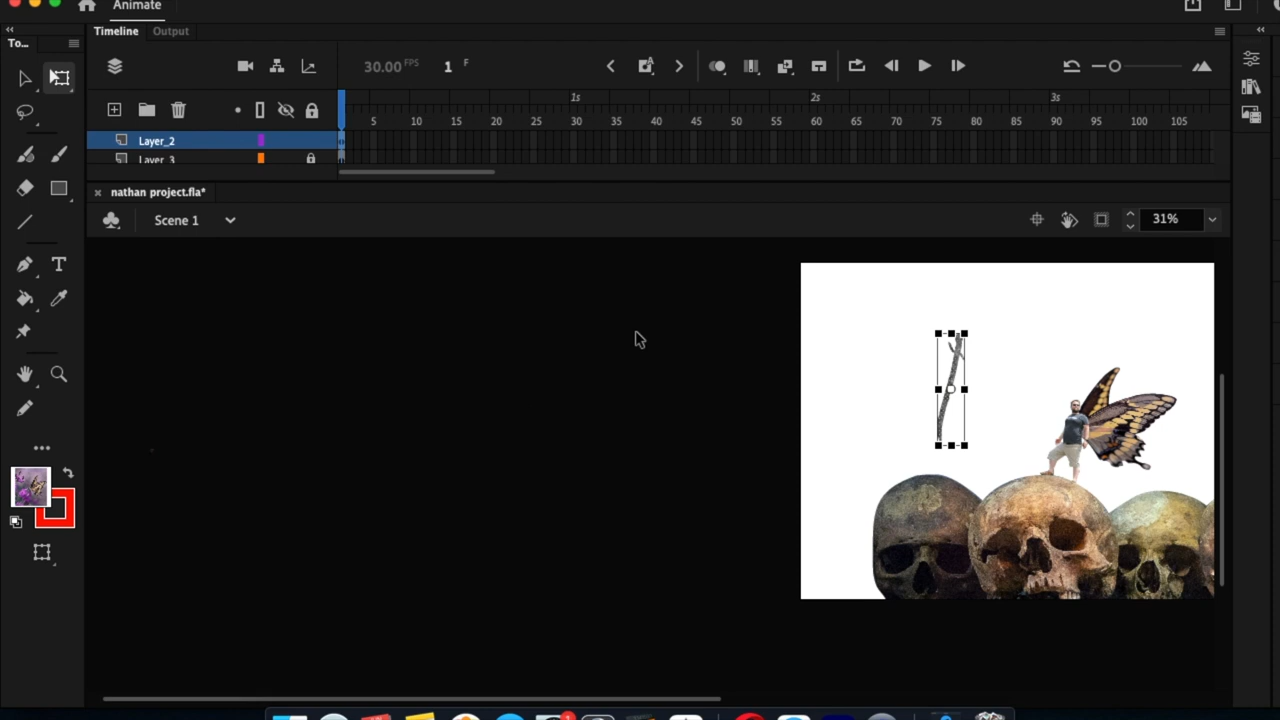 Animate
To...
Timeline Output
30.00 FPS 1 F
1s 2s 3s
5 10 15 20 25 30 35 40 45 50 55 60 65 70 75 80 85 90 95 100 105
Layer_2
Layer_3
nathan project.fla*
Scene 1
31%
T